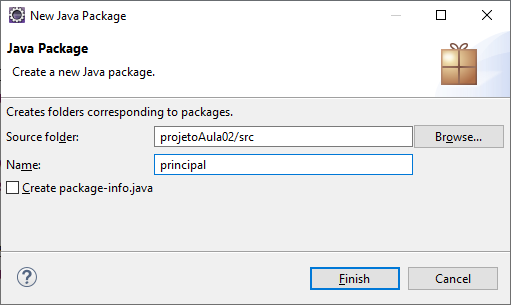 New Java Package
Java Package
Create a new Java package.
Creates folders corresponding to packages.
Source folder: projetoAula02/src Browse...
Name: principal
Create package-info.java
? Finish Cancel